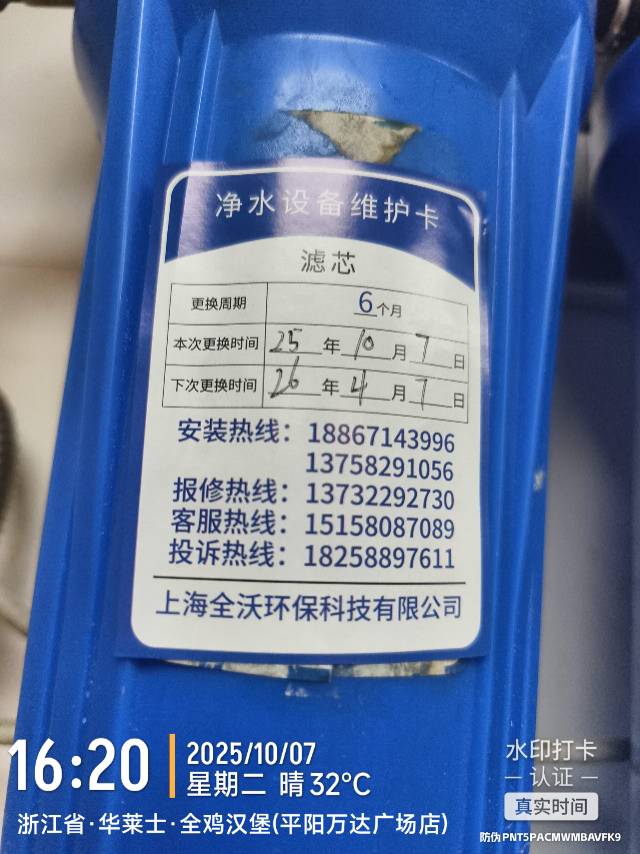 净水设备维护卡
滤芯
更换周期 6个月
本次更换时间 25年10月7日
下次更换时间 26年4月7日
安装热线：18867143996
13758291056
报修热线：13732292730
客服热线：15158087089
投诉热线：18258897611
上海全沃环保科技有限公司
16:20
2025/10/07
星期二 晴 32℃
浙江省·华莱士·全鸡汉堡(平阳万达广场店)
水印打卡
认证
真实时间
防伪 PNT5PACMWMBAVFK9